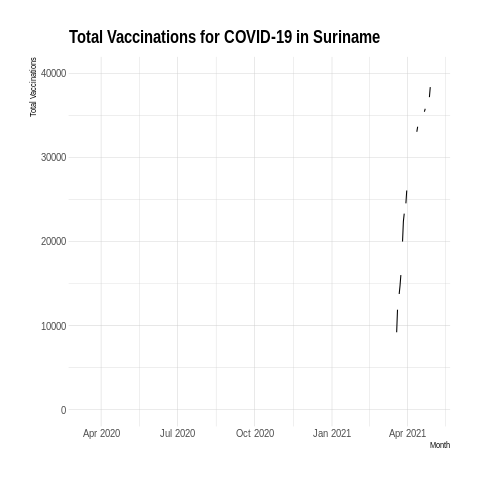 Total Vaccinations for COVID-19 in Suriname
Total Vaccinations
40000
30000
20000
10000
0
Apr 2020
Jul 2020
Oct 2020
Jan 2021
Apr 2021
Month